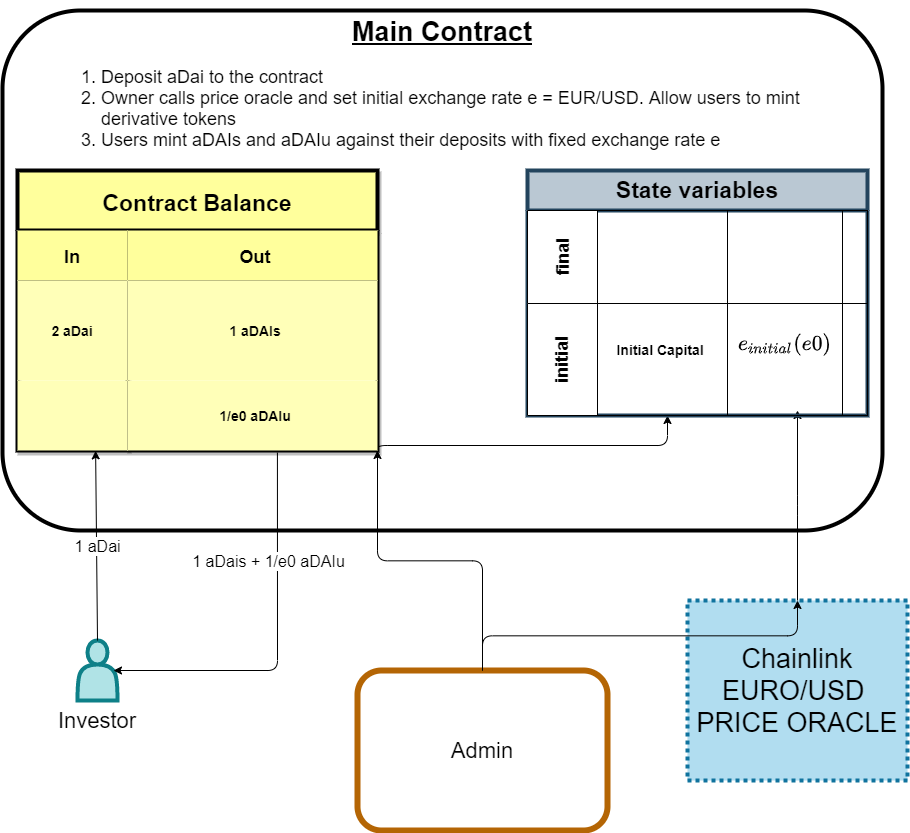 Main Contract
1. Deposit aDai to the contract
2. Owner calls price oracle and set initial exchange rate e = EUR/USD. Allow users to mint
derivative tokens
3. Users mint aDAIs and aDAIu against their deposits with fixed exchange rate e
Contract Balance
In
Out
2 aDai
1 aDAIs
1/e0 aDAIu
State variables
final
initial
Initial Capital
e_{initial}(e0)
1 aDai
1 aDais + 1/e0 aDAIu
Investor
Admin
Chainlink
EURO/USD
PRICE ORACLE